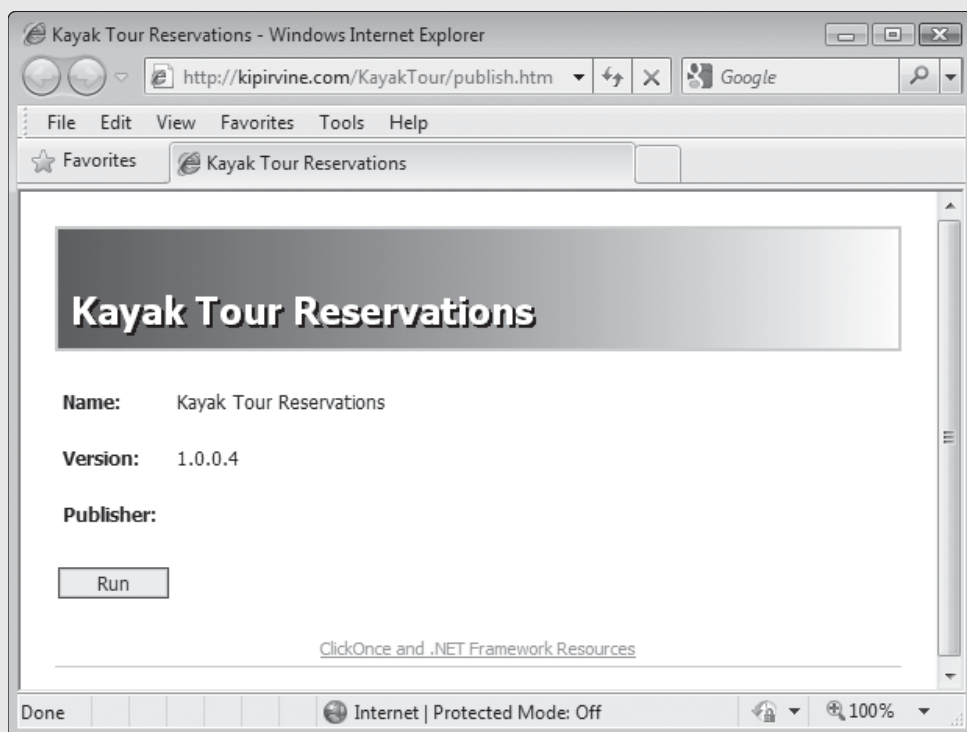 Kayak Tour Reservations - Windows Internet Explorer
http://kipirvine.com/KayakTour/publish.htm
Google
File Edit View Favorites Tools Help
Favorites
Kayak Tour Reservations
Kayak Tour Reservations
Name: Kayak Tour Reservations
Version: 1.0.0.4
Publisher:
Run
ClickOnce and .NET Framework Resources
Done Internet | Protected Mode: Off 100%